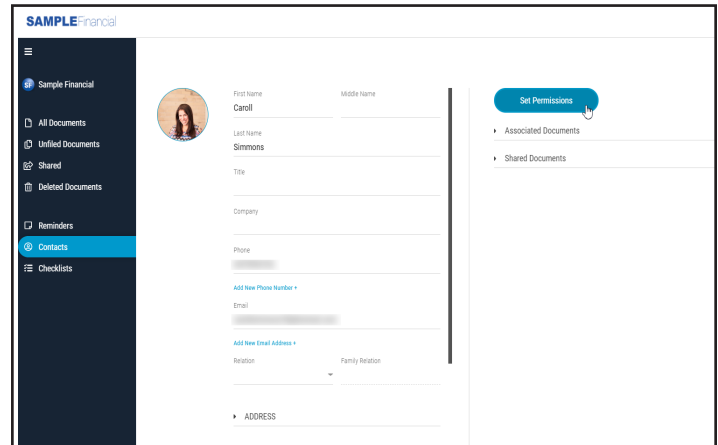 SAMPLEFinancial
SF Sample Financial
All Documents
Unfiled Documents
Shared
Deleted Documents
Reminders
Contacts
Checklists
First Name Middle Name
Caroll
Last Name
Simmons
Title
Company
Phone
Add New Phone Number +
Email
Add New Email Address +
Relation Family Relation
ADDRESS
Set Permissions
Associated Documents
Shared Documents